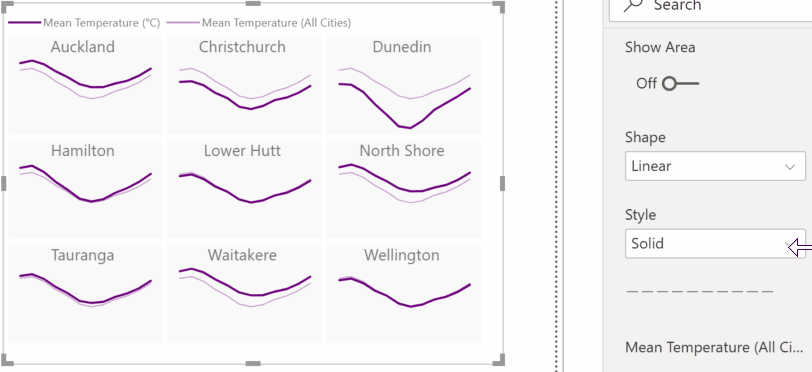 Mean Temperature (°C) Mean Temperature (All Cities)
Auckland Christchurch Dunedin
Hamilton Lower Hutt North Shore
Tauranga Waitakere Wellington
Search
Show Area
Off
Shape
Linear
Style
Solid
Mean Temperature (All Ci...